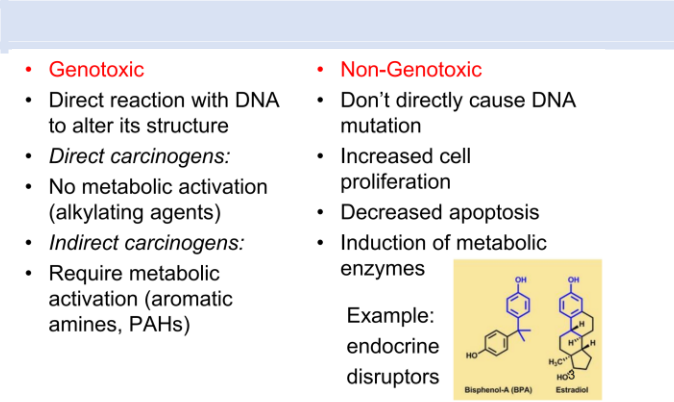 • Genotoxic
• Direct reaction with DNA
to alter its structure
• Direct carcinogens:
• No metabolic activation
(alkylating agents)
• Indirect carcinogens:
• Require metabolic
activation (aromatic
amines, PAHs)
• Non-Genotoxic
• Don’t directly cause DNA
mutation
• Increased cell
proliferation
• Decreased apoptosis
• Induction of metabolic
enzymes
Example:
endocrine
disruptors
OH
HO
Bisphenol-A (BPA)
OH
H
H
H
H₃C
HO3
Estradiol